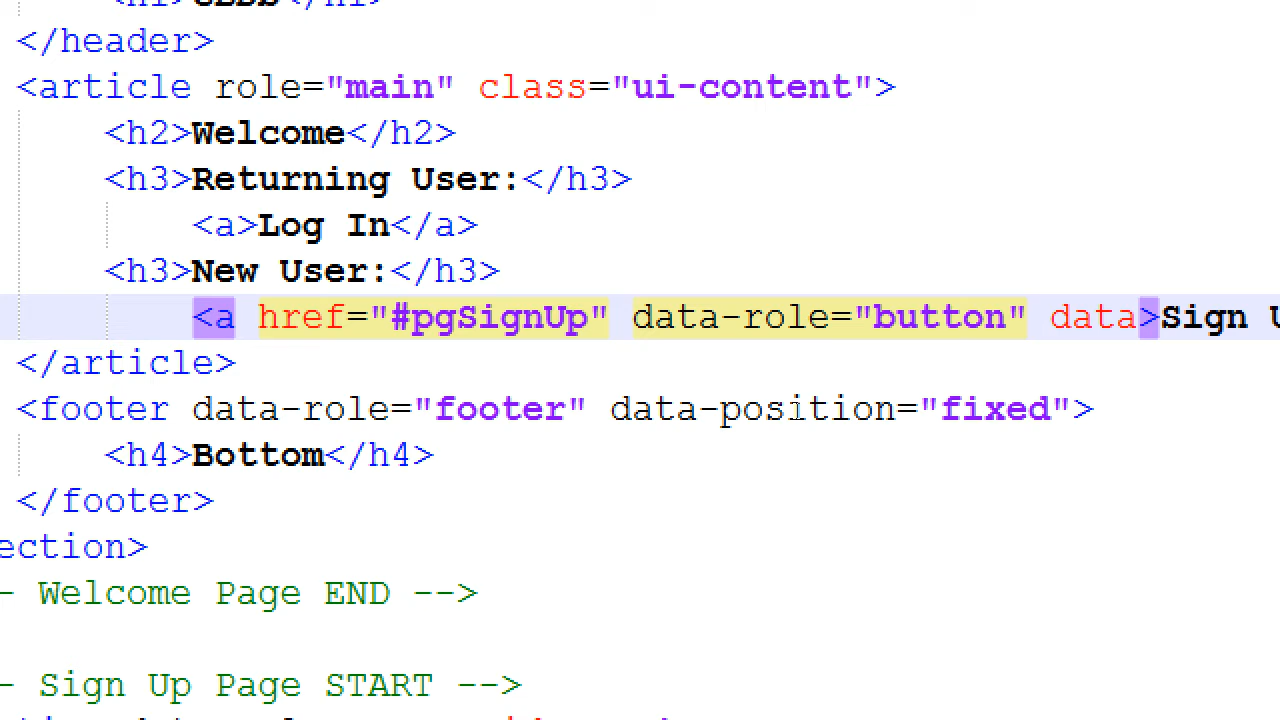 </header>
<article role="main" class="ui-content">
<h2>Welcome</h2>
<h3>Returning User:</h3>
<a>Log In</a>
<h3>New User:</h3>
<a href="#pgSignUp" data-role="button" data>Sign
</article>
<footer data-role="footer" data-position="fixed">
<h4>Bottom</h4>
</footer>
ection>
- Welcome Page END -->
- Sign Up Page START -->